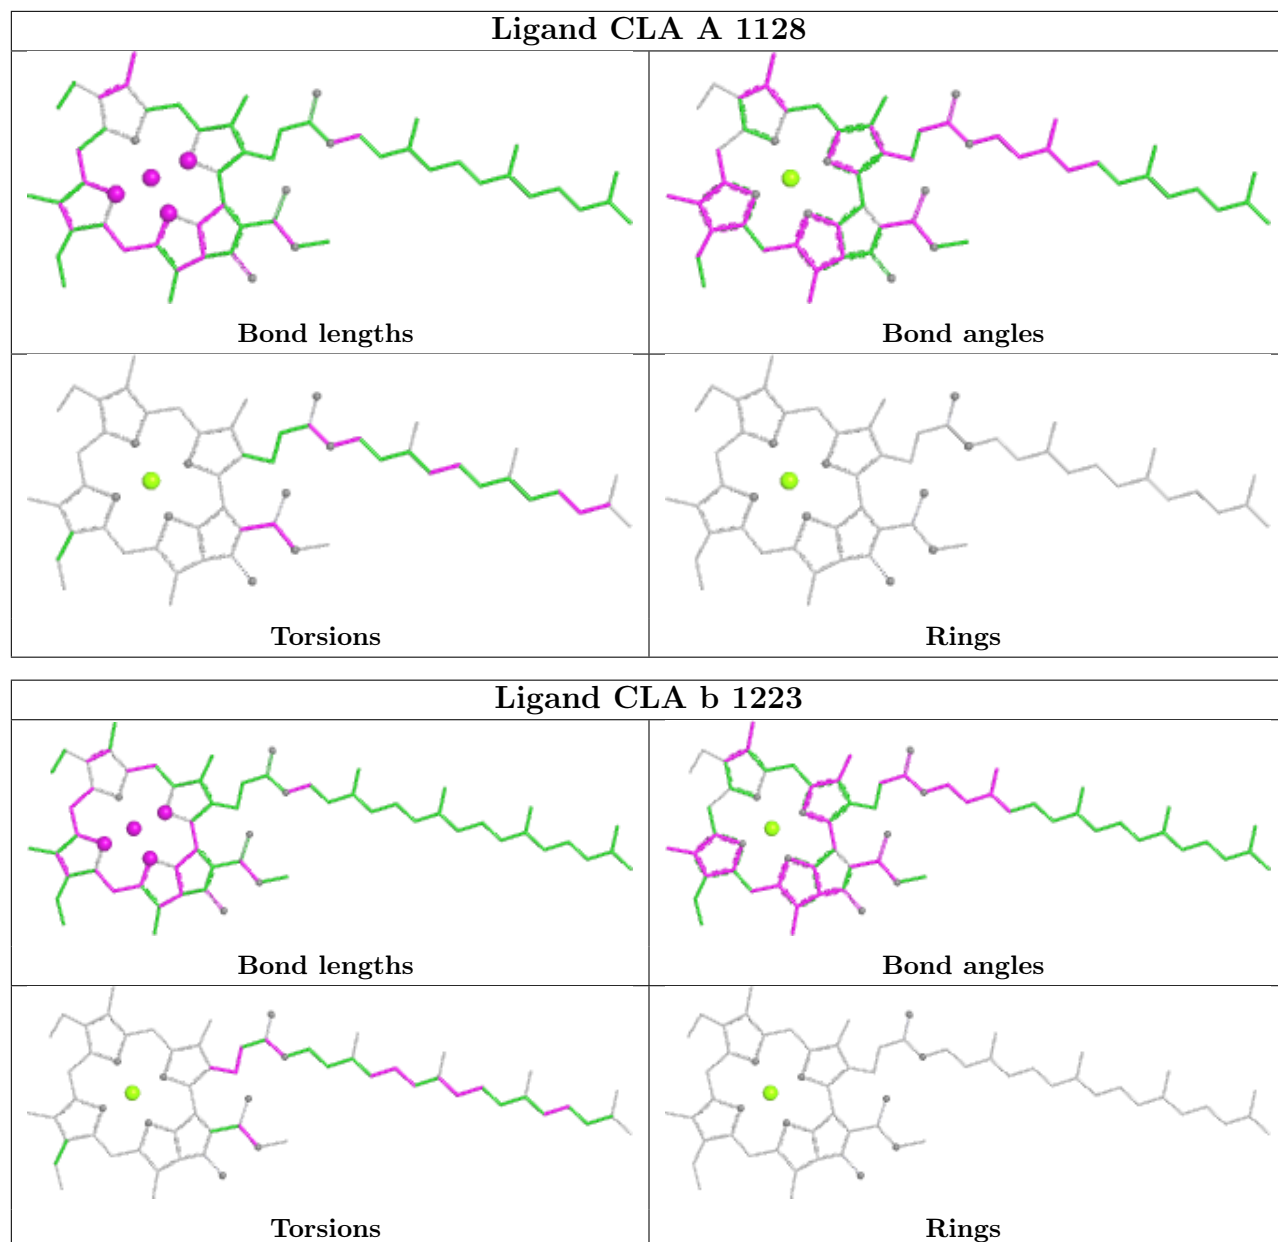 Ligand CLA A 1128
Bond lengths
Bond angles
Torsions
Rings
Ligand CLA b 1223
Bond lengths
Bond angles
Torsions
Rings